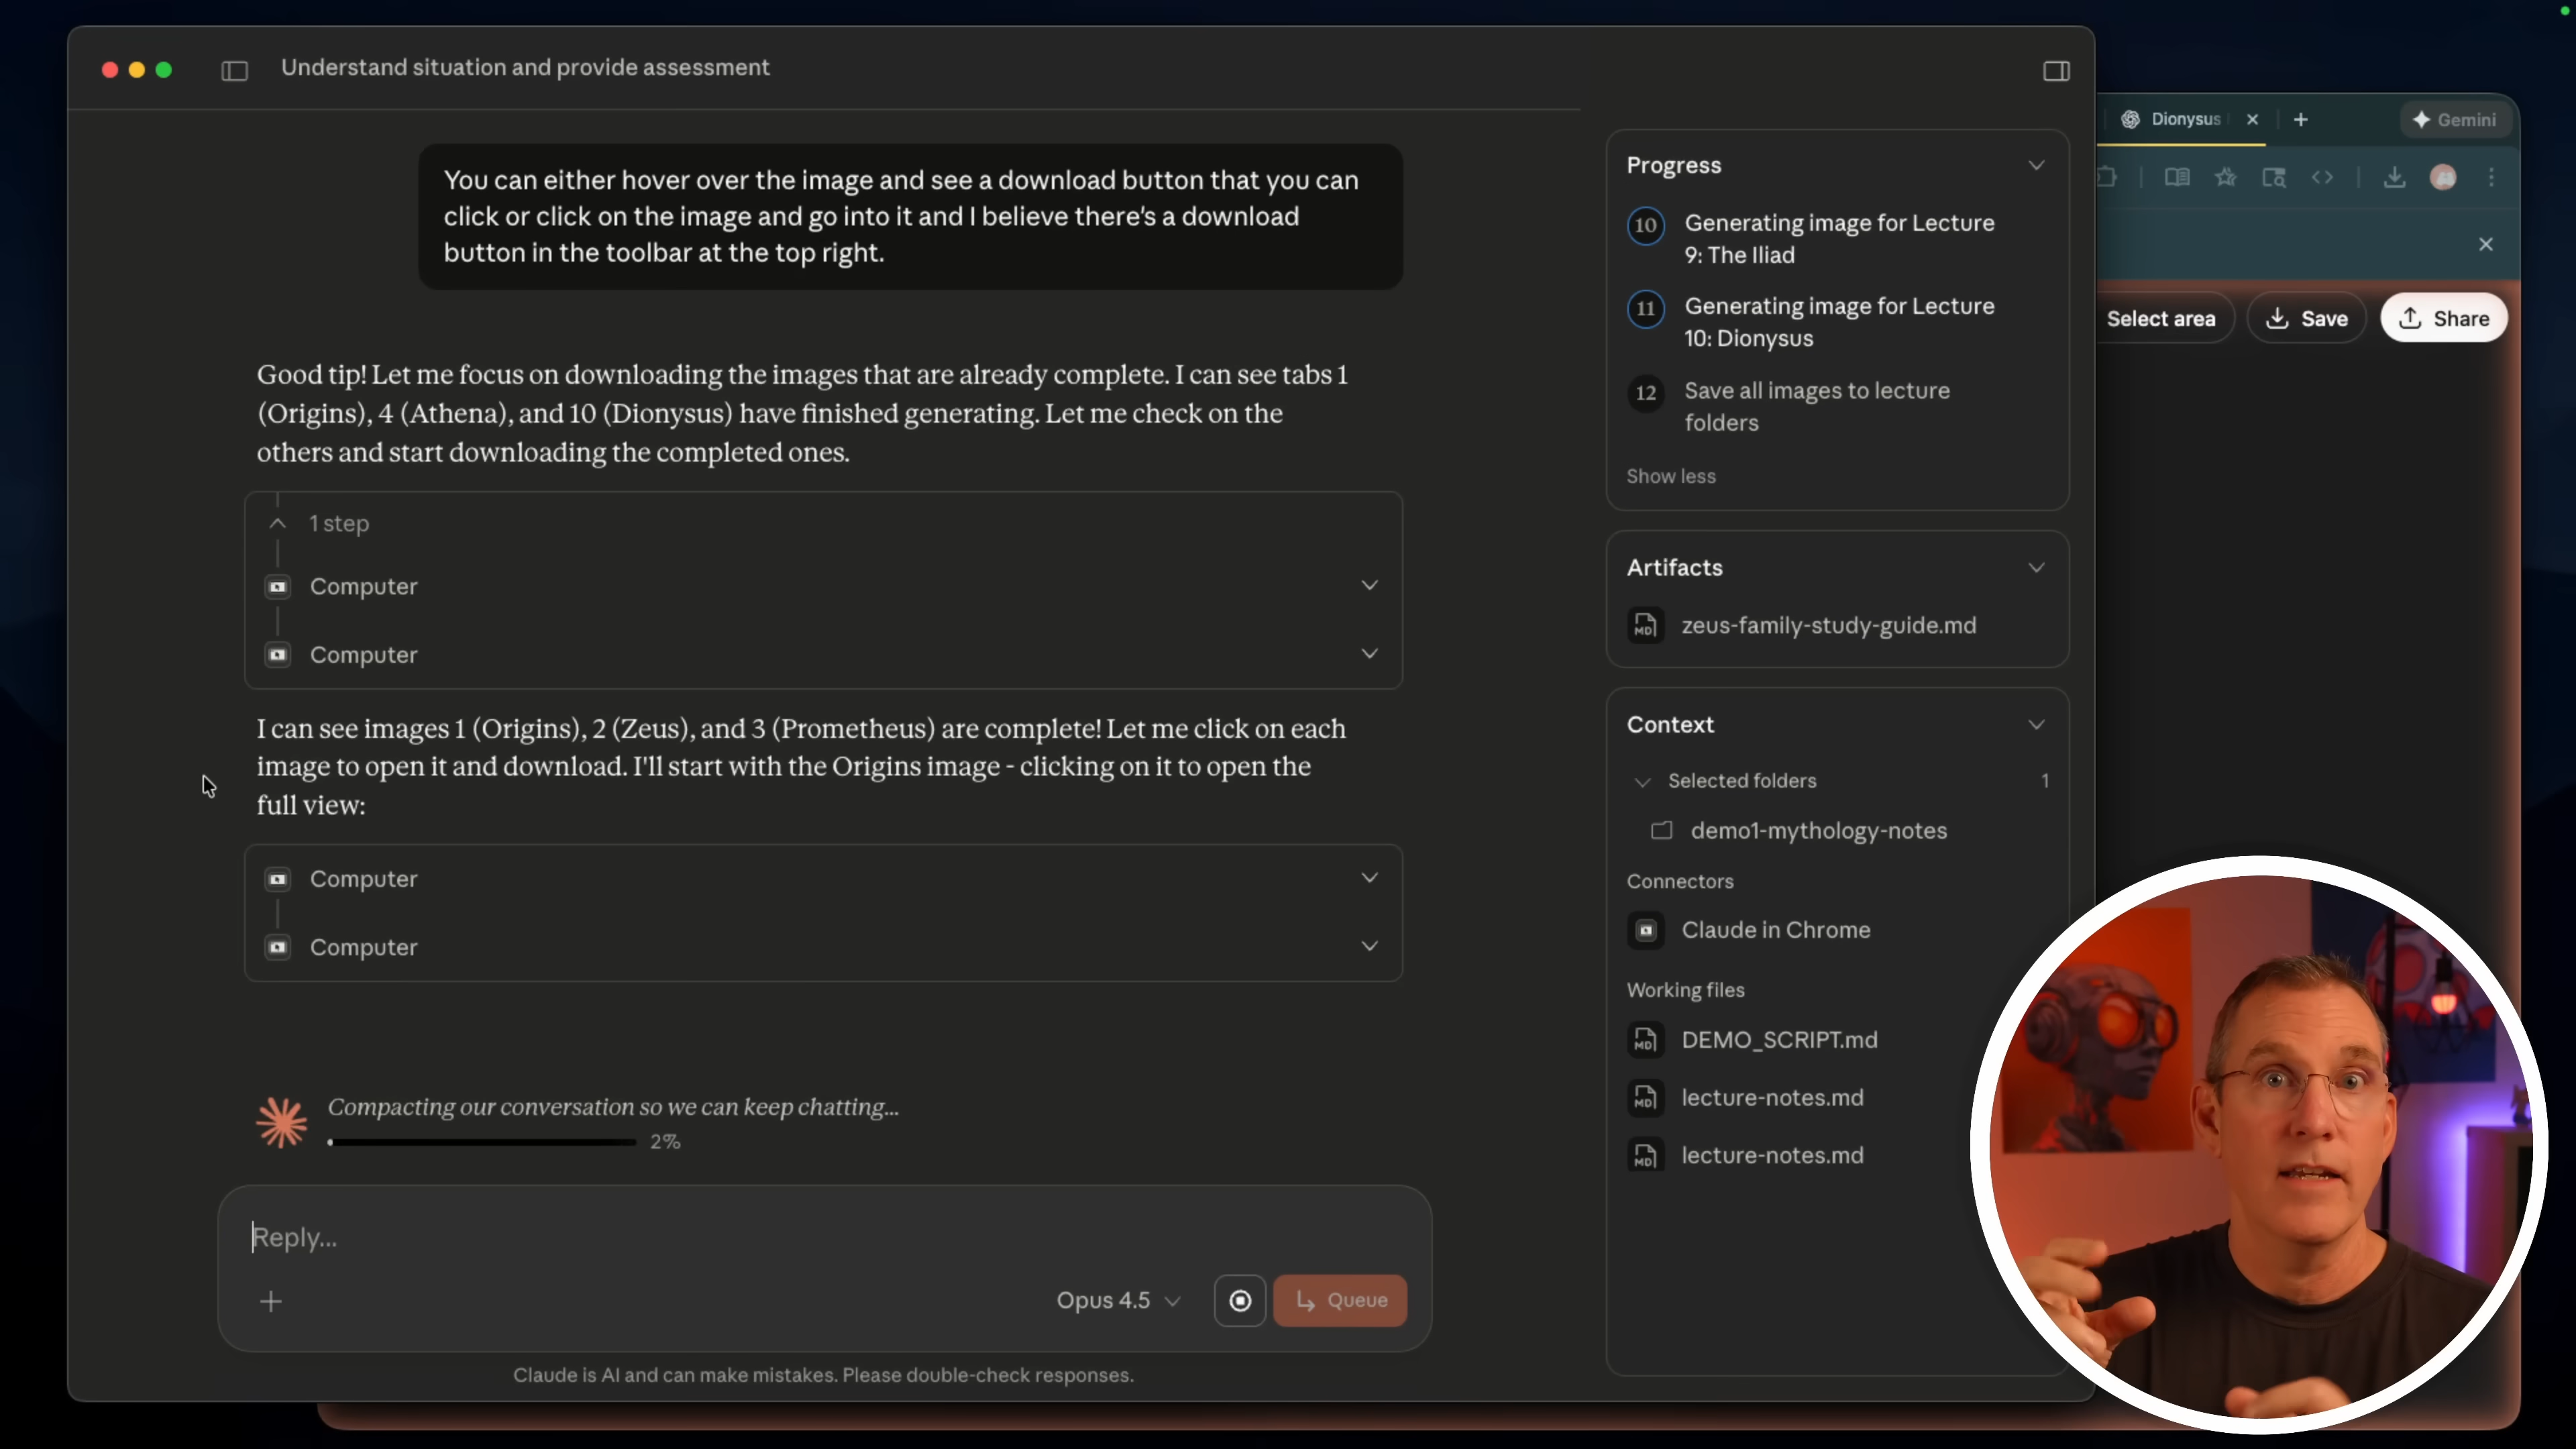 Understand situation and provide assessment
You can either hover over the image and see a download button that you can
click or click on the image and go into it and I believe there's a download
button in the toolbar at the top right.
Good tip! Let me focus on downloading the images that are already complete. I can see tabs 1
(Origins), 4 (Athena), and 10 (Dionysus) have finished generating. Let me check on the
others and start downloading the completed ones.
1 step
Computer
Computer
I can see images 1 (Origins), 2 (Zeus), and 3 (Prometheus) are complete! Let me click on each
image to open it and download. I'll start with the Origins image - clicking on it to open the
full view:
Computer
Computer
Compacting our conversation so we can keep chatting...
2%
Reply...
Opus 4.5
Queue
Claude is AI and can make mistakes. Please double-check responses.
Progress
10 Generating image for Lecture
9: The Iliad
11 Generating image for Lecture
10: Dionysus
12 Save all images to lecture
folders
Show less
Artifacts
MD zeus-family-study-guide.md
Context
Selected folders 1
demo1-mythology-notes
Connectors
Claude in Chrome
Working files
MD DEMO_SCRIPT.md
MD lecture-notes.md
MD lecture-notes.md
Dionysus
Gemini
Select area
Save
Share